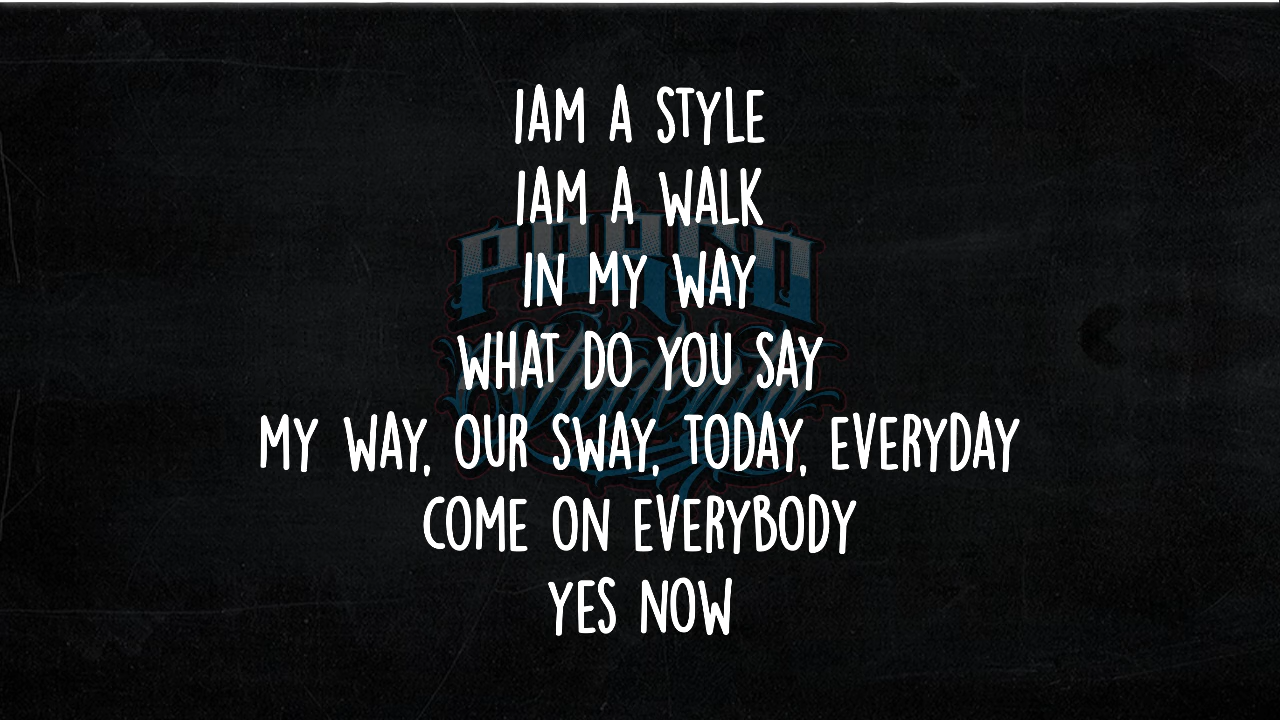 IAM A STYLE
IAM A WALK
IN MY WAY
WHAT DO YOU SAY
MY WAY, OUR SWAY, TODAY, EVERYDAY
COME ON EVERYBODY
YES NOW